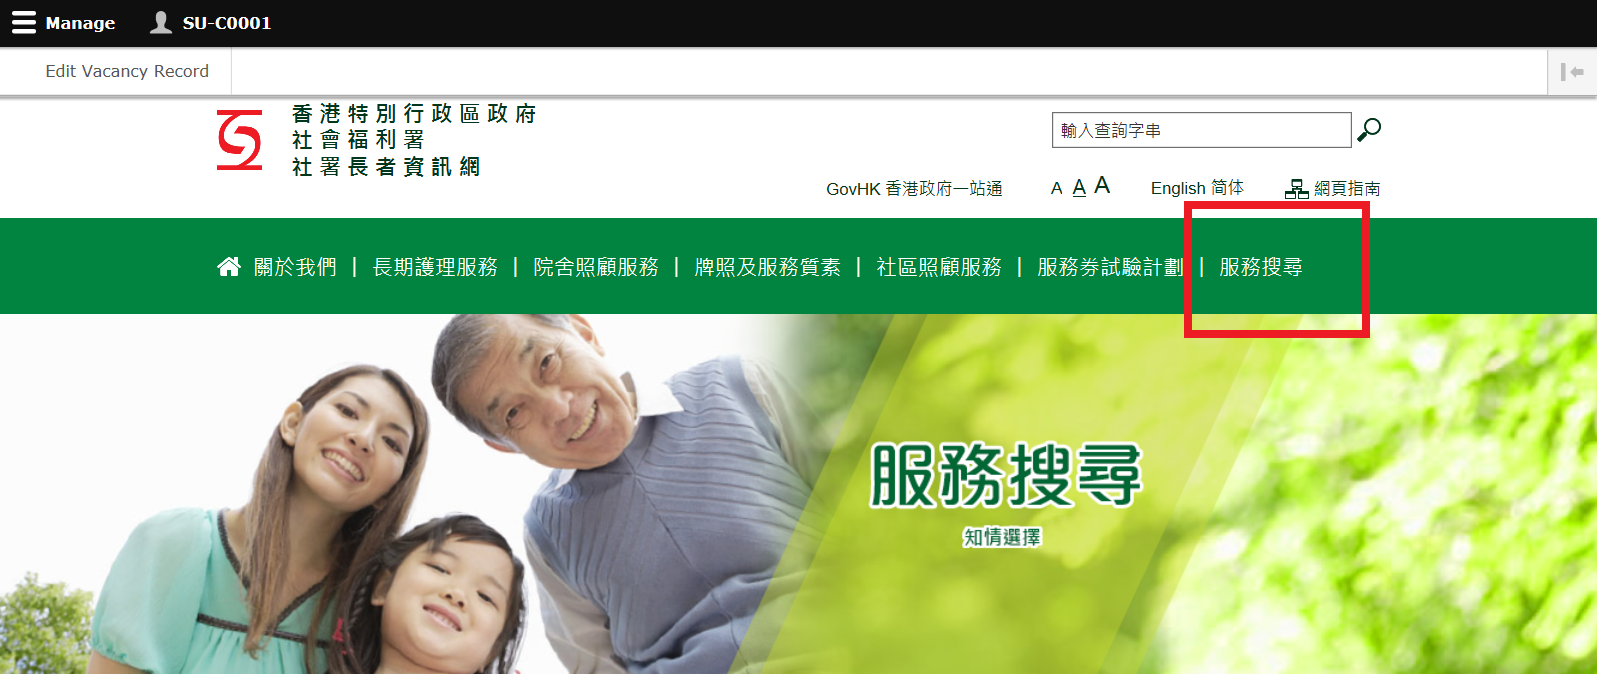 Manage SU-C0001
Edit Vacancy Record
香港特別行政區政府
社會福利署
社署長者資訊網
輸入查詢字串
GovHK 香港政府一站通 A A A English 简体 網頁指南
關於我們 | 長期護理服務 | 院舍照顧服務 | 牌照及服務質素 | 社區照顧服務 | 服務券試驗計劃 | 服務搜尋
服務搜尋
知情選擇